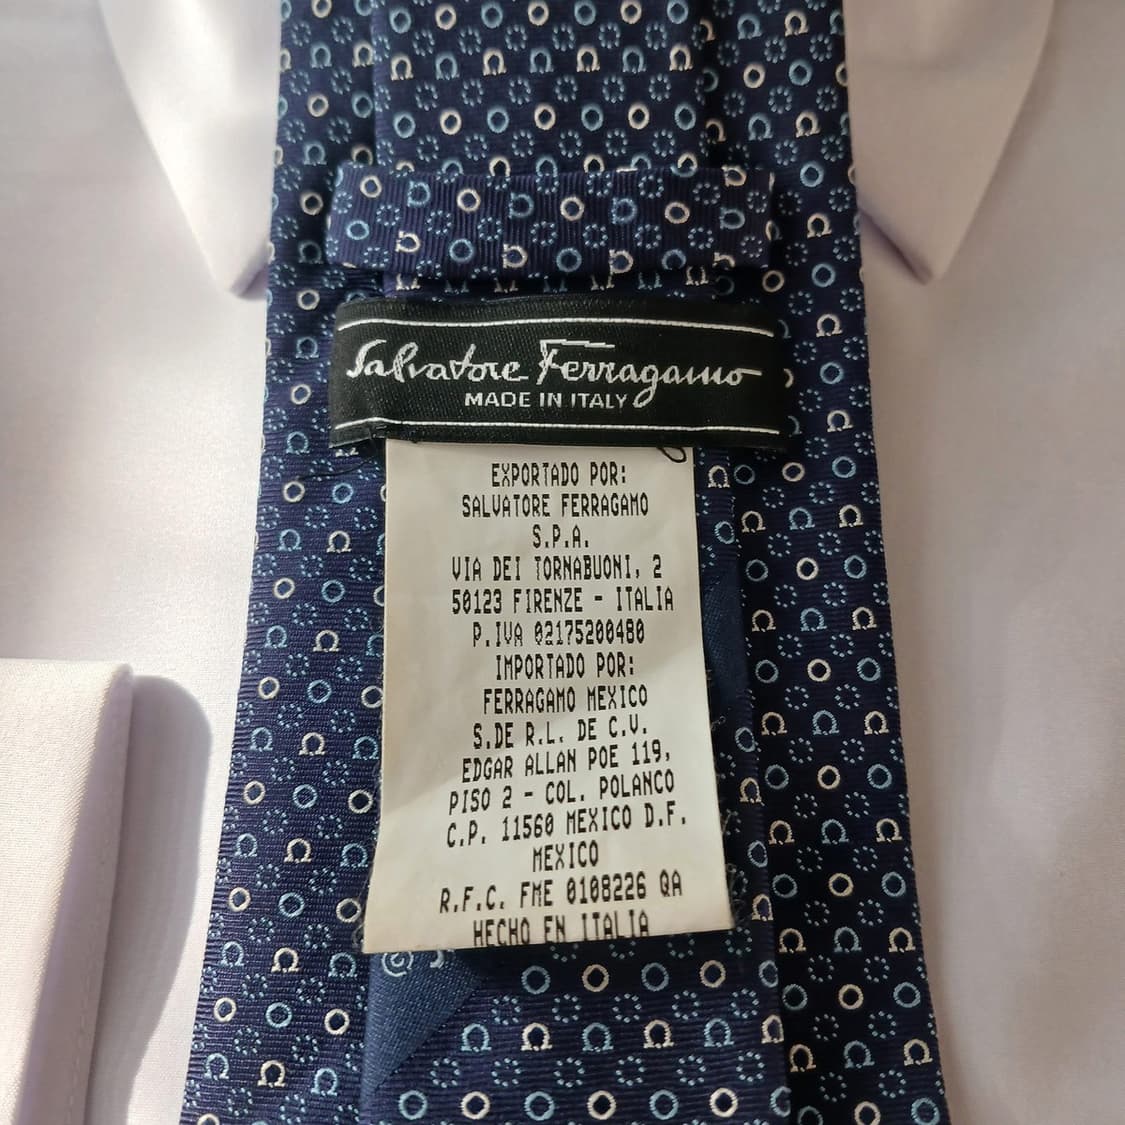 Salvatore Ferragamo
MADE IN ITALY
EXPORTADO POR:
SALVATORE FERRAGAMO
S.P.A.
VIA DEI TORNABUONI, 2
50123 FIRENZE - ITALIA
P.IVA 02175200480
IMPORTADO POR:
FERRAGAMO MEXICO
S.DE R.L. DE C.V.
EDGAR ALLAN POE 119,
PISO 2 - COL. POLANCO
C.P. 11560 MEXICO D.F.
MEXICO
R.F.C. FME 0108226 QA
HECHO EN ITALIA